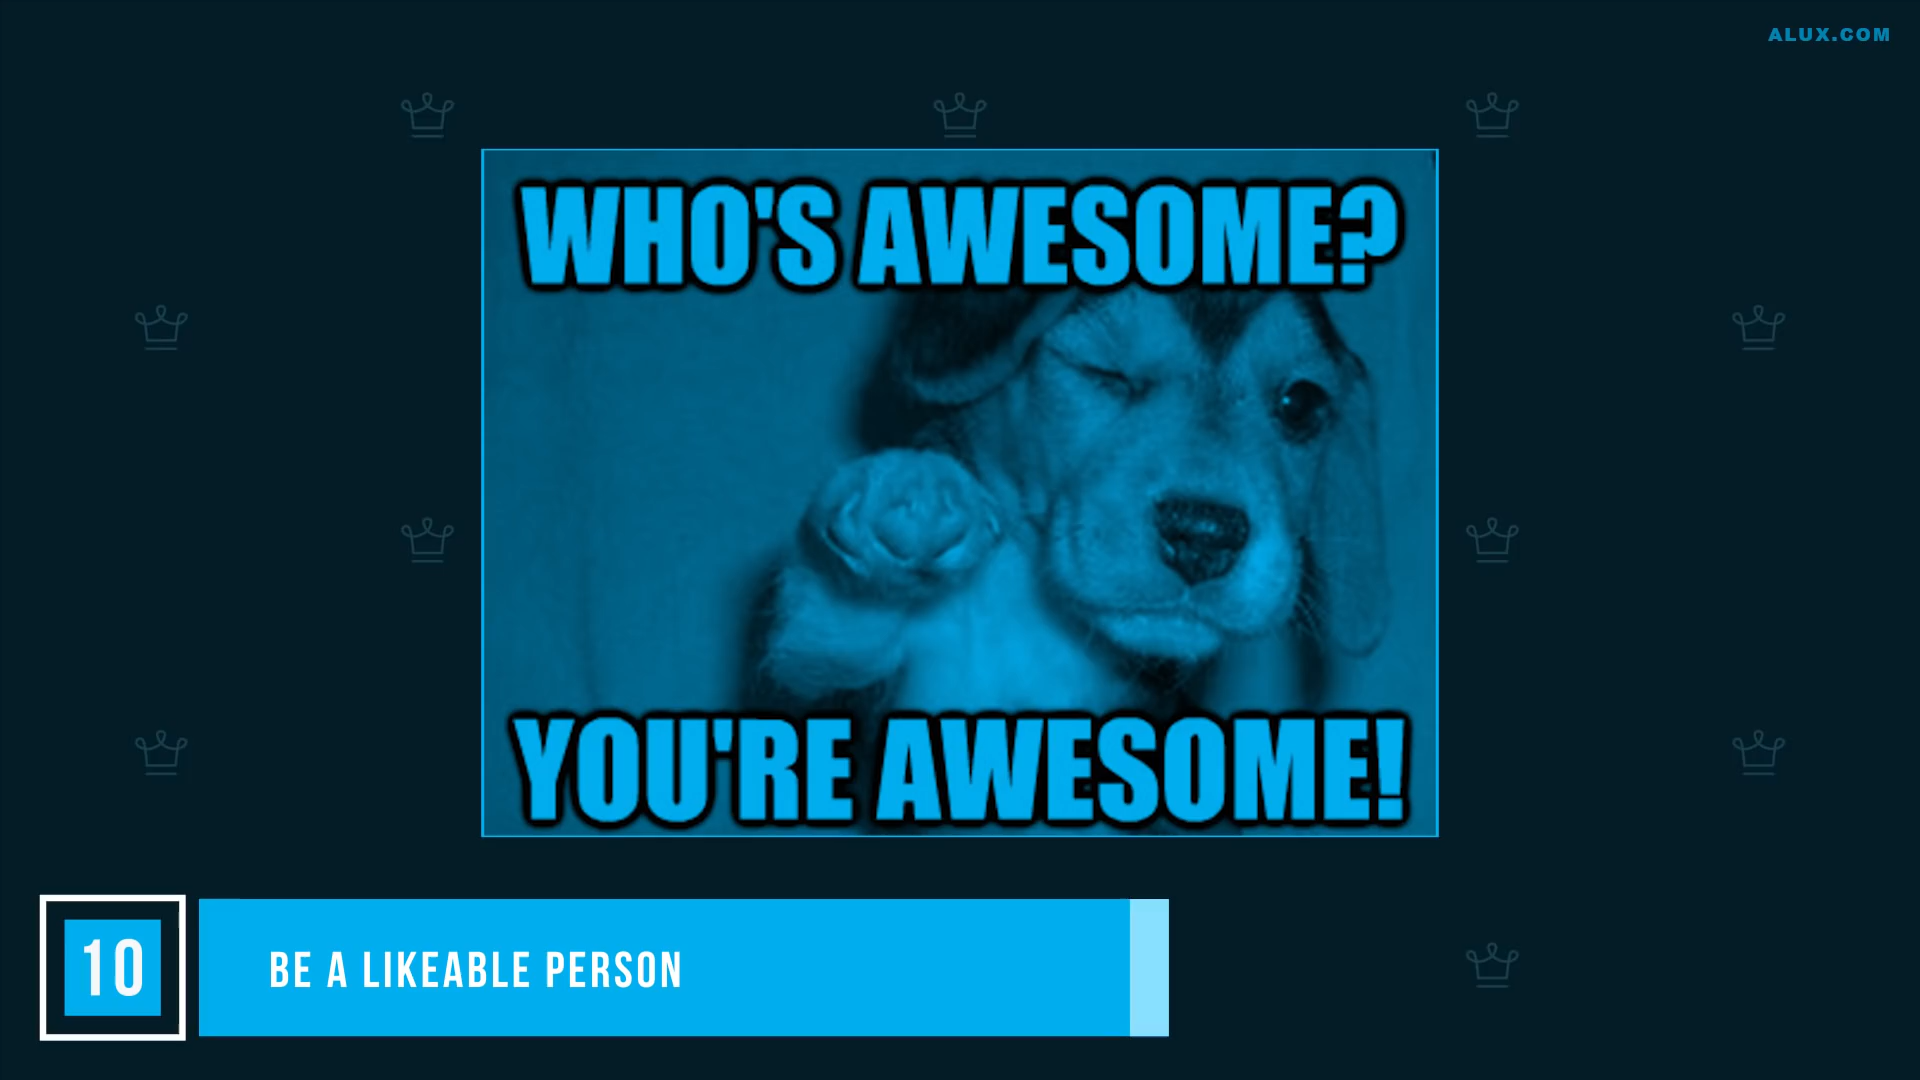 ALUX.COM
WHO'S AWESOME?
YOU'RE AWESOME!
10
BE A LIKEABLE PERSON